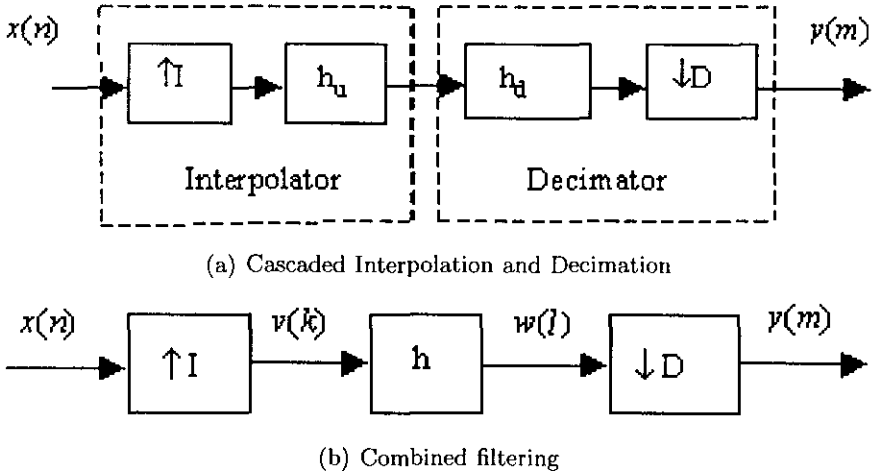 x(n) y(m)
↑I h_u h_d ↓D
Interpolator Decimator
(a) Cascaded Interpolation and Decimation
x(n) v(k) w(l) y(m)
↑I h ↓D
(b) Combined filtering